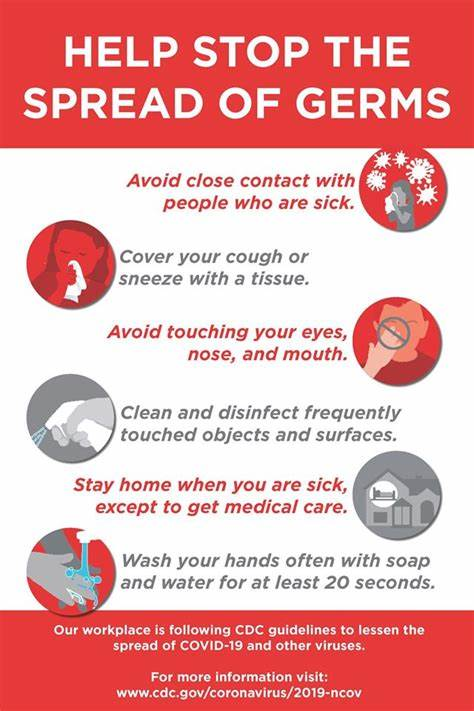 HELP STOP THE
SPREAD OF GERMS
Avoid close contact with
people who are sick.
Cover your cough or
sneeze with a tissue.
Avoid touching your eyes,
nose, and mouth.
Clean and disinfect frequently
touched objects and surfaces.
Stay home when you are sick,
except to get medical care.
Wash your hands often with soap
and water for at least 20 seconds.
Our workplace is following CDC guidelines to lessen the
spread of COVID-19 and other viruses.
For more information visit:
www.cdc.gov/coronavirus/2019-ncov